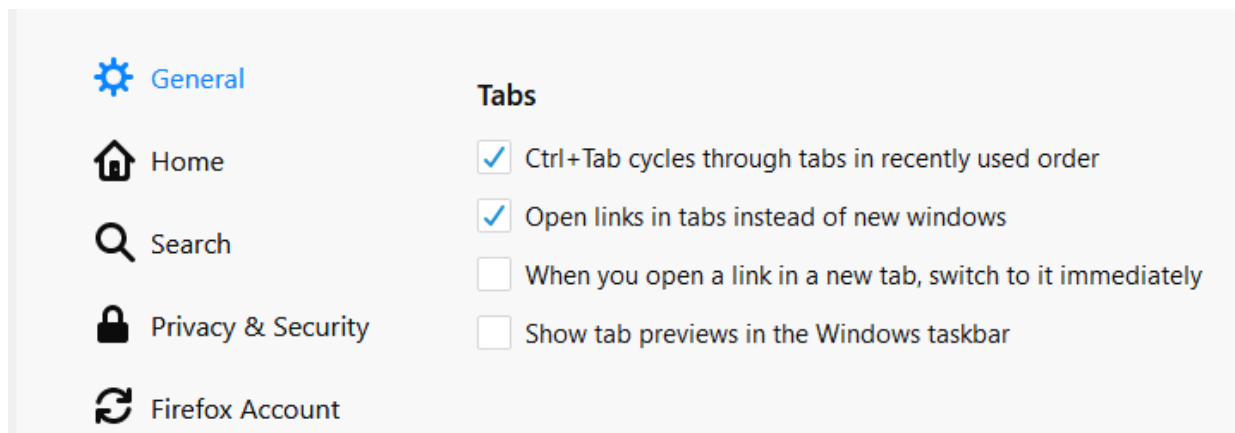 General
Home
Search
Privacy & Security
Firefox Account
Tabs
Ctrl+Tab cycles through tabs in recently used order
Open links in tabs instead of new windows
When you open a link in a new tab, switch to it immediately
Show tab previews in the Windows taskbar